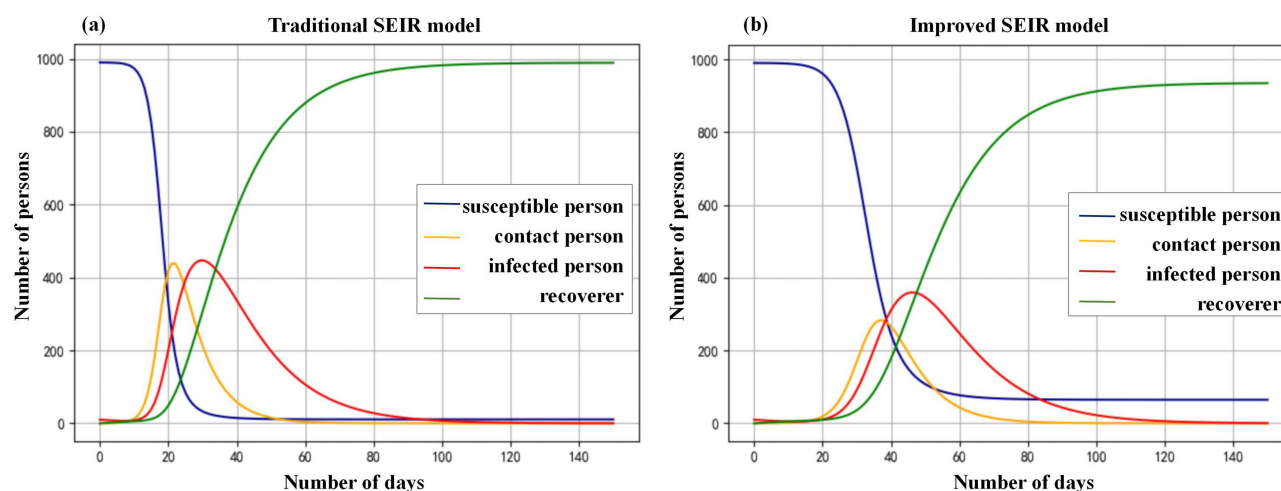 (a) Traditional SEIR model
Number of persons
1000
800
600
400
200
0
susceptible person
contact person
infected person
recoverer
0 20 40 60 80 100 120 140
Number of days
(b) Improved SEIR model
Number of persons
1000
800
600
400
200
0
susceptible person
contact person
infected person
recoverer
0 20 40 60 80 100 120 140
Number of days